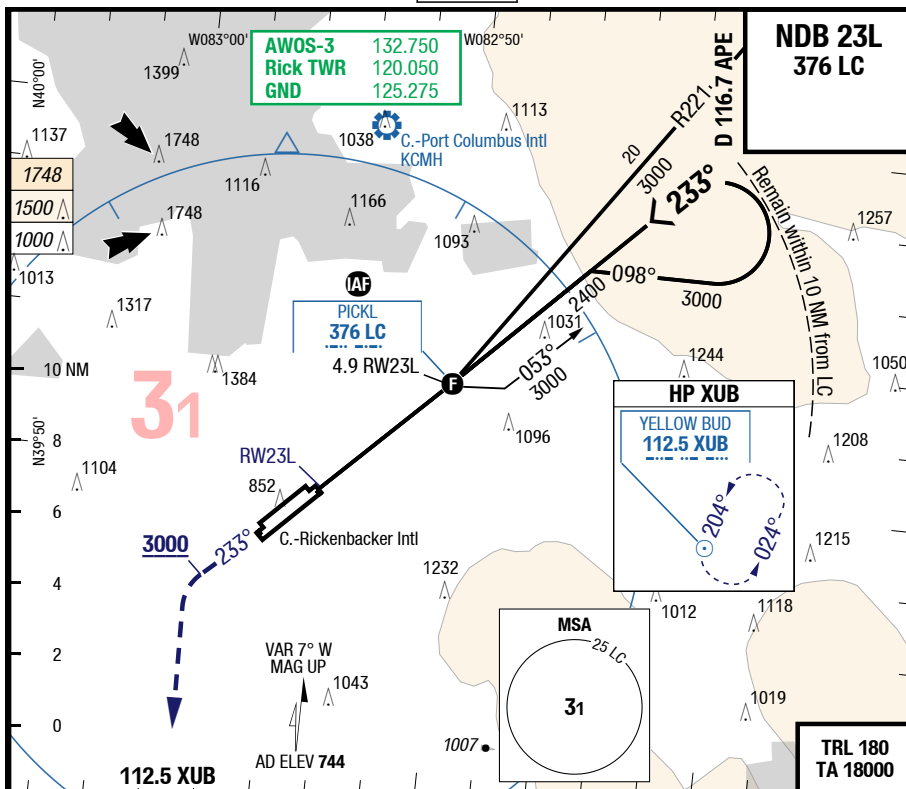 NDB 23L
376 LC
AWOS-3 132.750
Rick TWR 120.050
GND 125.275
W083°00'
W082°50'
N40°00'
N39°50'
1399
1137
1748
1748
1500
1000
1013
1748
1116
1038
C.-Port Columbus Intl
KCMH
1113
1166
1093
1317
1384
D 116.7 APE
R221
20
3000
233°
Remain within 10 NM from LC
1257
098°
3000
2400
IAF
PICKL
376 LC
4.9 RW23L
F
053°
3000
1031
1244
1050
1096
1208
10 NM
8
6
4
2
0
31
1104
RW23L
852
C.-Rickenbacker Intl
3000
233°
HP XUB
YELLOW BUD
112.5 XUB
204°
024°
1215
1232
1012
1118
1019
MSA
25 LC
31
VAR 7° W
MAG UP
1043
AD ELEV 744
1007
112.5 XUB
TRL 180
TA 18000